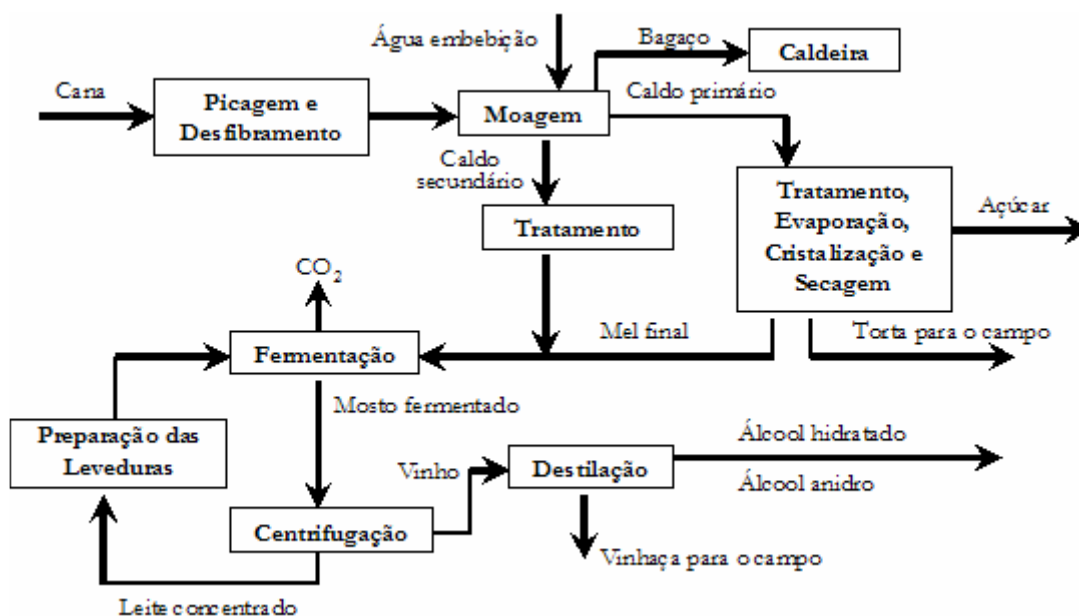 Água embebição
Bagaço
Caldeira
Cana
Picagem e
Desfibramento
Moagem
Caldo primário
Caldo
secundário
Tratamento
Tratamento,
Evaporação,
Cristalização e
Secagem
Açúcar
CO2
Mel final
Torta para o campo
Fermentação
Mosto fermentado
Preparação das
Leveduras
Vinho
Destilação
Álcool hidratado
Álcool anidro
Centrifugação
Vinhaça para o campo
Leite concentrado